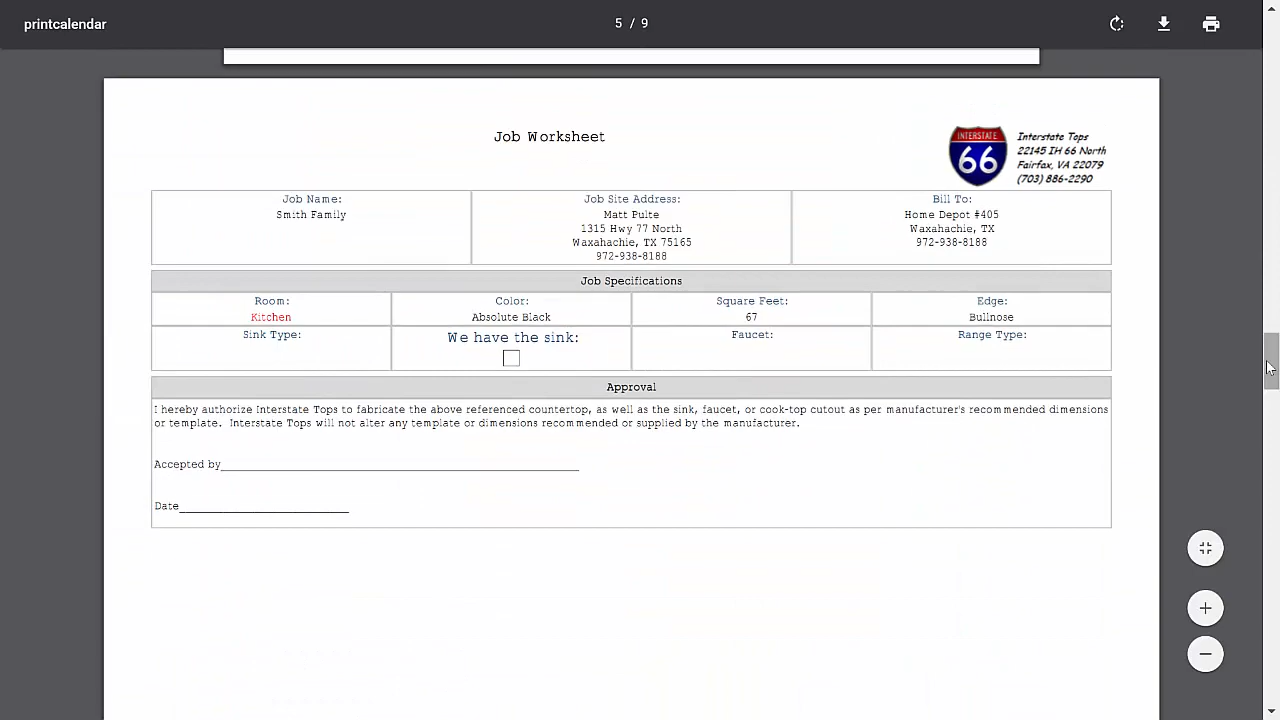 printcalendar
5 / 9
Job Worksheet
INTERSTATE
66
Interstate Tops
22145 IH 66 North
Fairfax, VA 22079
(703) 886-2290
Job Name:
Smith Family
Job Site Address:
Matt Pulte
1315 Hwy 77 North
Waxahachie, TX 75165
972-938-8188
Bill To:
Home Depot #405
Waxahachie, TX
972-938-8188
Job Specifications
Room:
Kitchen
Color:
Absolute Black
Square Feet:
67
Edge:
Bullnose
Sink Type:
We have the sink:
Faucet:
Range Type:
Approval
I hereby authorize Interstate Tops to fabricate the above referenced countertop, as well as the sink, faucet, or cook-top cutout as per manufacturer's recommended dimensions
or template. Interstate Tops will not alter any template or dimensions recommended or supplied by the manufacturer.
Accepted by
Date